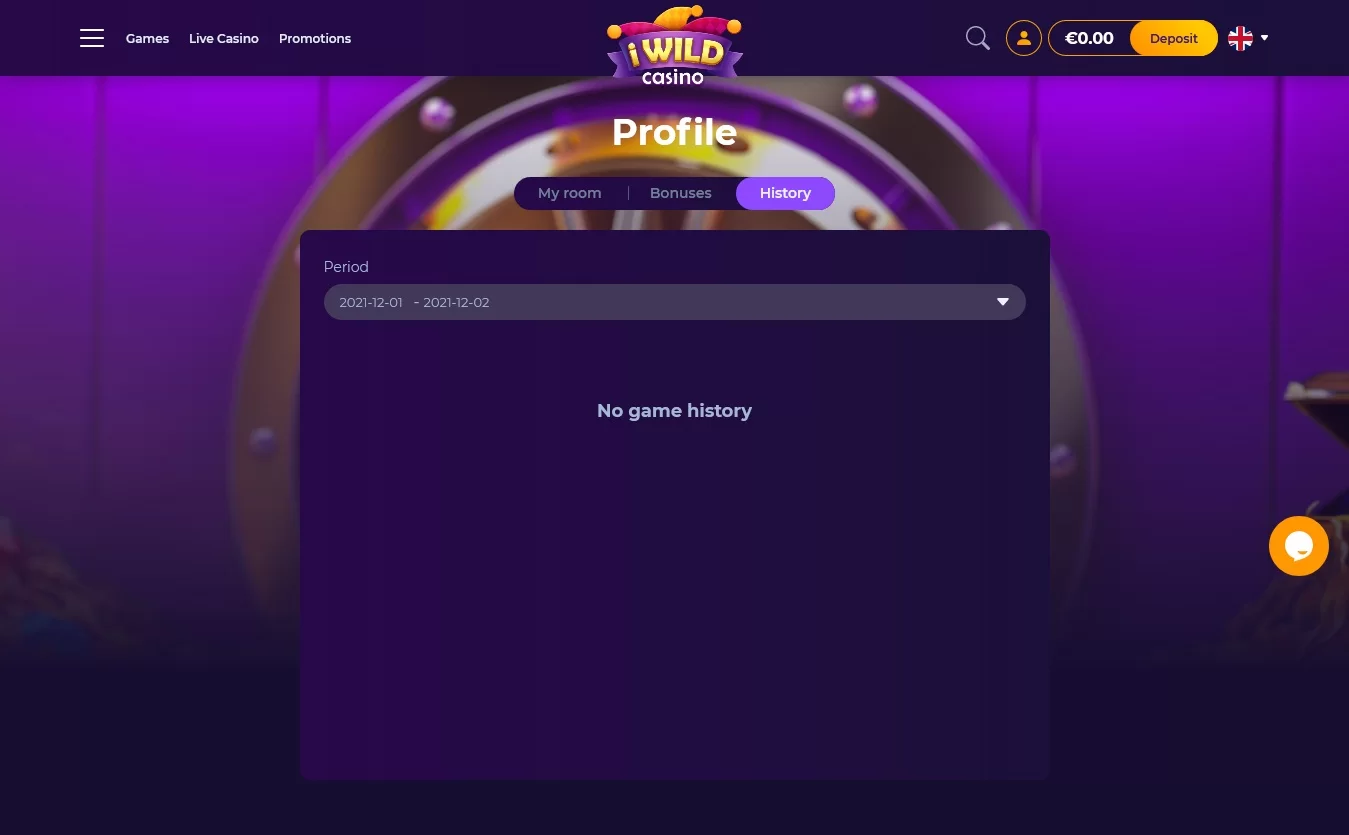 Games Live Casino Promotions
i WILD
casino
€0.00 Deposit
Profile
My room Bonuses History
Period
2021-12-01 - 2021-12-02
No game history